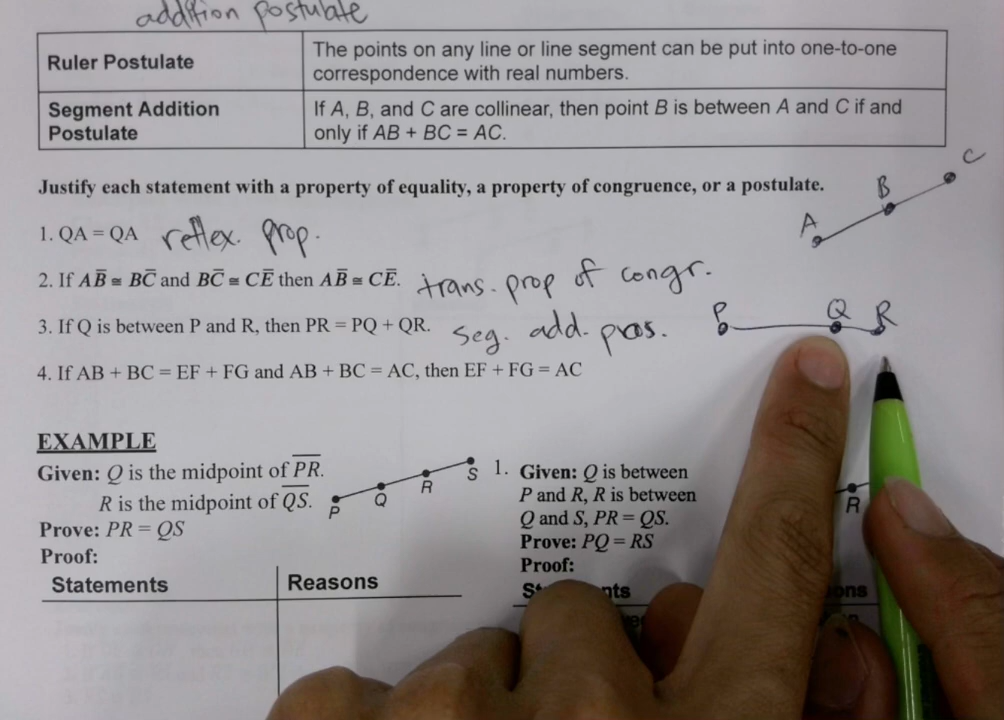 addition postulate
Ruler Postulate
The points on any line or line segment can be put into one-to-one
correspondence with real numbers.
Segment Addition
Postulate
If A, B, and C are collinear, then point B is between A and C if and
only if AB + BC = AC.
Justify each statement with a property of equality, a property of congruence, or a postulate.
A B C
1. QA = QA reflex. prop.
2. If AB̅ ≅ BC̅ and BC̅ ≅ CE̅ then AB̅ ≅ CE̅. trans. prop of congr.
3. If Q is between P and R, then PR = PQ + QR. seg. add. pos.
P Q R
4. If AB + BC = EF + FG and AB + BC = AC, then EF + FG = AC
EXAMPLE
Given: Q is the midpoint of P̅R̅.
R is the midpoint of Q̅S̅.
Prove: PR = QS
Proof:
Statements Reasons
P Q R S
1. Given: Q is between
P and R, R is between
Q and S, PR = QS.
Prove: PQ = RS
Proof:
R